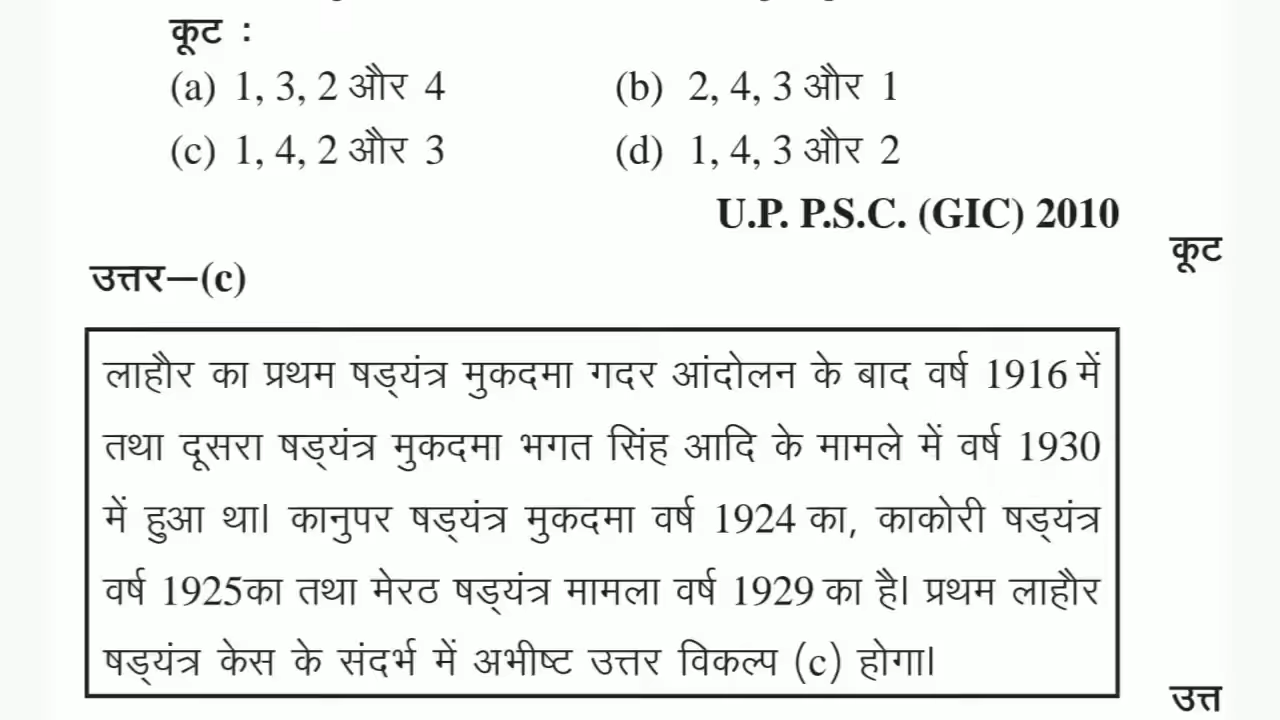 कूट :
(a) 1, 3, 2 और 4 (b) 2, 4, 3 और 1
(c) 1, 4, 2 और 3 (d) 1, 4, 3 और 2
U.P. P.S.C. (GIC) 2010
कूट
उत्तर—(c)
लाहौर का प्रथम षड्यंत्र मुकदमा गदर आंदोलन के बाद वर्ष 1916 में
तथा दूसरा षड्यंत्र मुकदमा भगत सिंह आदि के मामले में वर्ष 1930
में हुआ था। कानुपर षड्यंत्र मुकदमा वर्ष 1924 का, काकोरी षड्यंत्र
वर्ष 1925का तथा मेरठ षड्यंत्र मामला वर्ष 1929 का है। प्रथम लाहौर
षड्यंत्र केस के संदर्भ में अभीष्ट उत्तर विकल्प (c) होगा।
उत्त